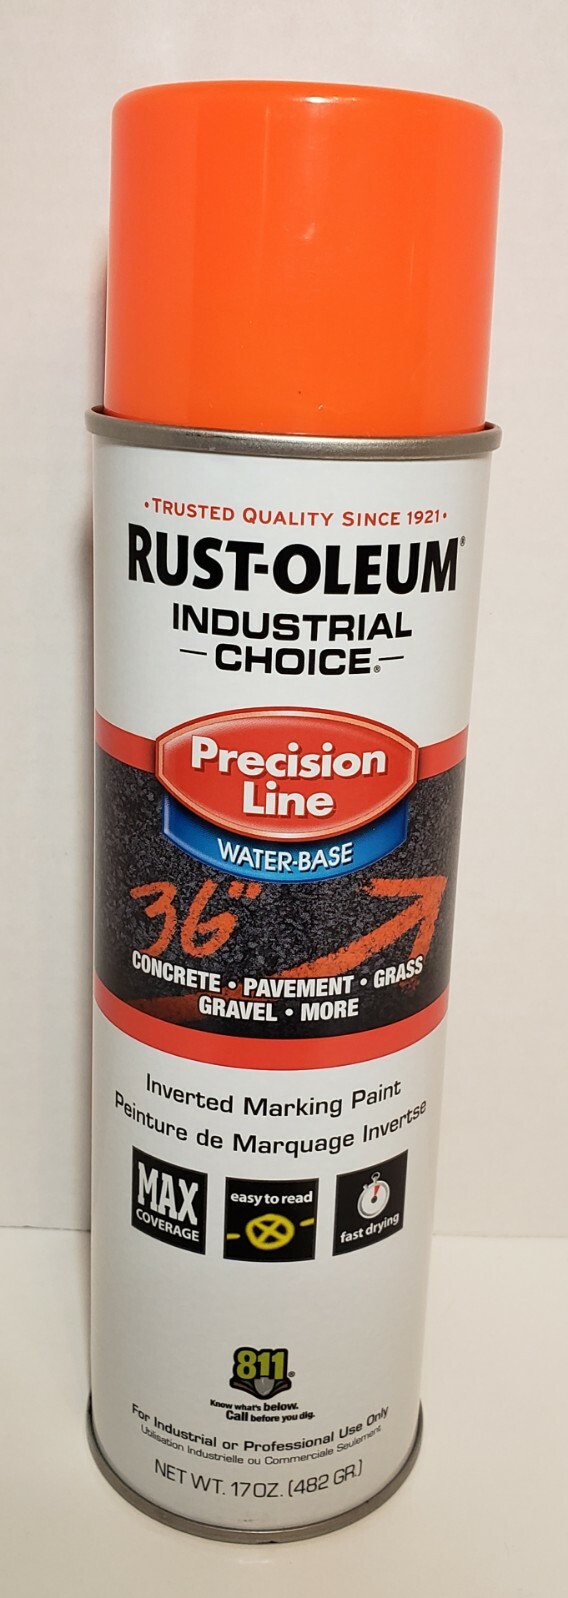 •TRUSTED QUALITY SINCE 1921•
RUST-OLEUM®
INDUSTRIAL
—CHOICE®—
Precision
Line
WATER-BASE
36"
CONCRETE • PAVEMENT • GRASS
GRAVEL • MORE
Inverted Marking Paint
Peinture de Marquage Invertse
MAX
COVERAGE
easy to read
fast drying
811®
Know what's below.
Call before you dig.
For Industrial or Professional Use Only
Utilisation Industrielle ou Commerciale Seulement
NET WT. 17OZ. (482 GR.)